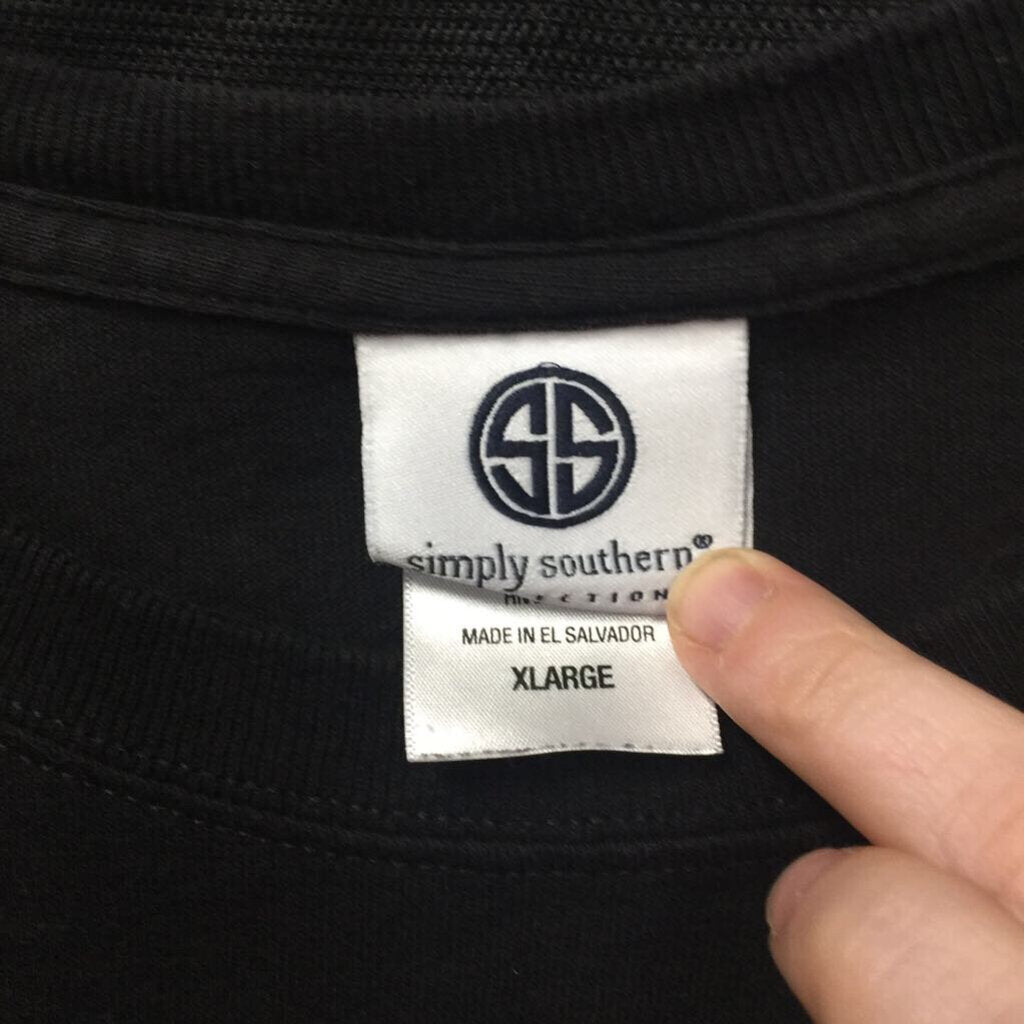 SS
simply southern®
MADE IN EL SALVADOR
XLARGE